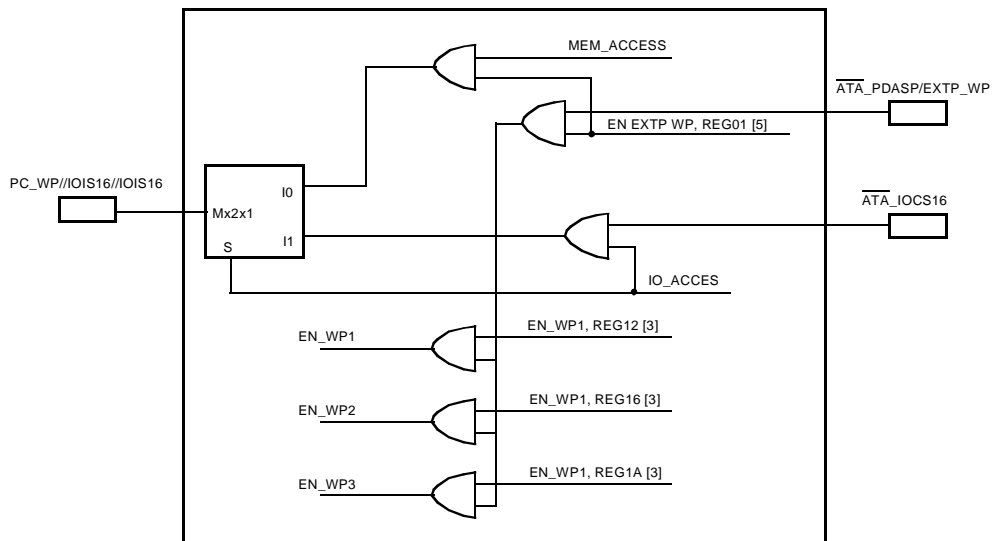 MEM_ACCESS
ATA_PDASP/EXTP_WP
EN EXTP WP, REG01 [5]
PC_WP//IOIS16//IOIS16
I0
ATA_IOCS16
Mx2x1
I1
S
IO_ACCES
EN_WP1
EN_WP1, REG12 [3]
EN_WP2
EN_WP1, REG16 [3]
EN_WP3
EN_WP1, REG1A [3]